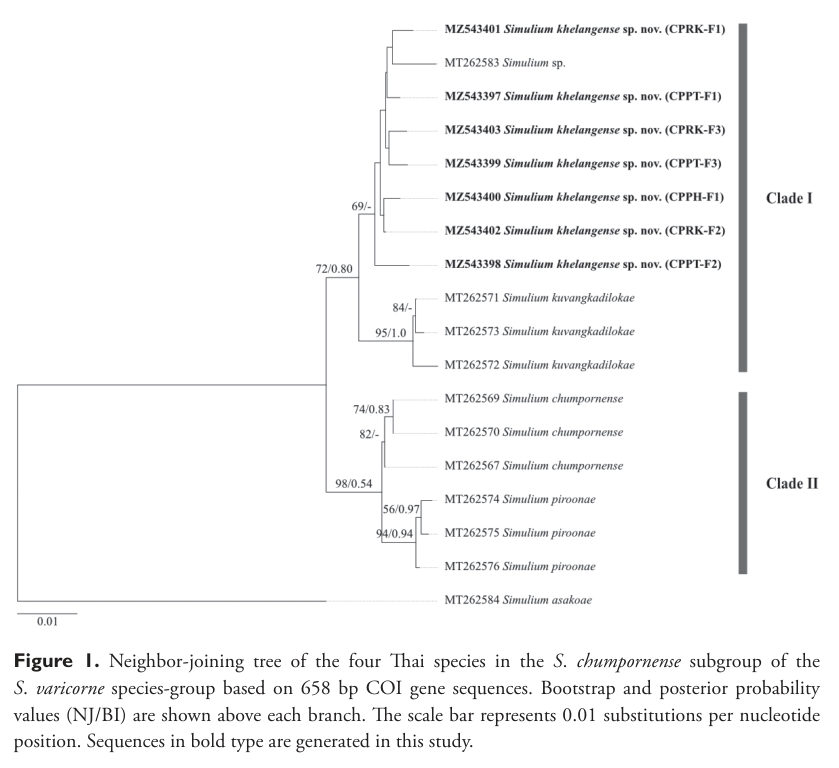 MZ543401 Simulium khelangense sp. nov. (CPRK-F1)
MT262583 Simulium sp.
MZ543397 Simulium khelangense sp. nov. (CPPT-F1)
MZ543403 Simulium khelangense sp. nov. (CPRK-F3)
MZ543399 Simulium khelangense sp. nov. (CPPT-F3)
MZ543400 Simulium khelangense sp. nov. (CPPH-F1)
Clade I
69/-
MZ543402 Simulium khelangense sp. nov. (CPRK-F2)
MZ543398 Simulium khelangense sp. nov. (CPPT-F2)
72/0.80
MT262571 Simulium kuvangkadilokae
84/-
MT262573 Simulium kuvangkadilokae
95/1.0
MT262572 Simulium kuvangkadilokae
MT262569 Simulium chumpornense
74/0.83
MT262570 Simulium chumpornense
82/-
MT262567 Simulium chumpornense
98/0.54
Clade II
MT262574 Simulium piroonae
56/0.97
MT262575 Simulium piroonae
94/0.94
MT262576 Simulium piroonae
MT262584 Simulium asakoae
0.01
Figure 1. Neighbor-joining tree of the four Thai species in the S. chumpornense subgroup of the
S. varicorne species-group based on 658 bp COI gene sequences. Bootstrap and posterior probability
values (NJ/BI) are shown above each branch. The scale bar represents 0.01 substitutions per nucleotide
position. Sequences in bold type are generated in this study.